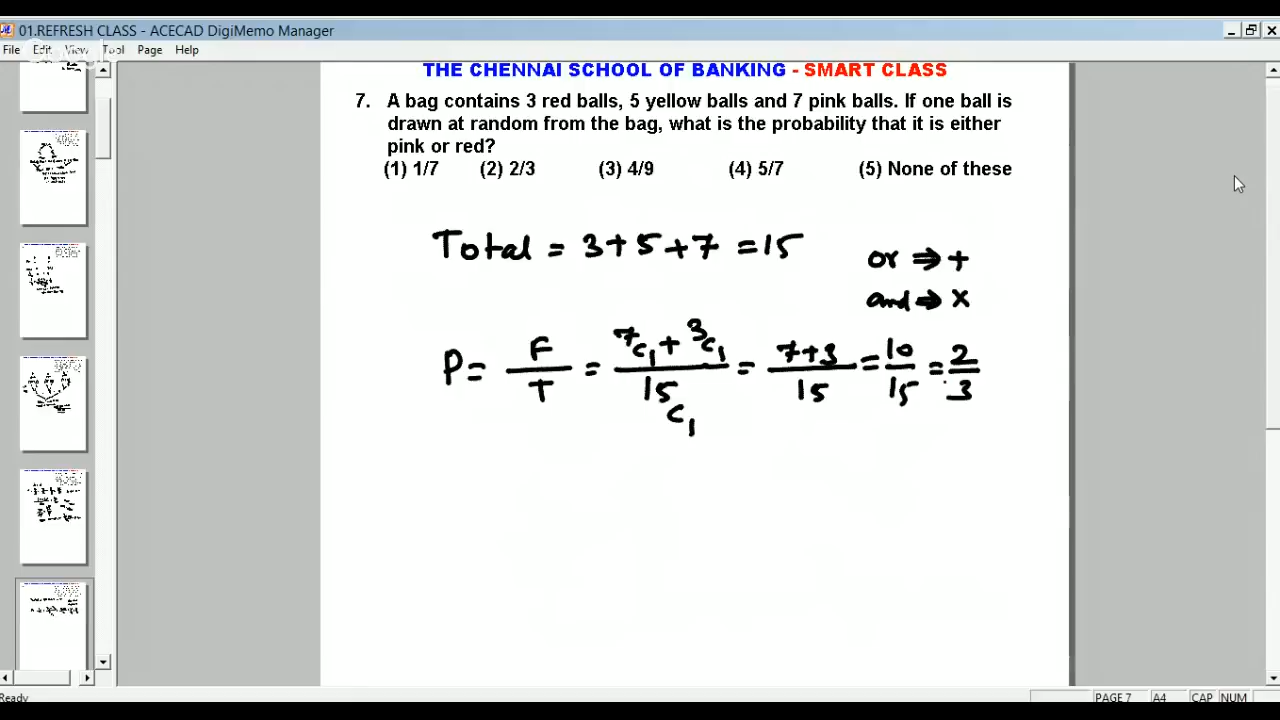 01.REFRESH CLASS - ACECAD DigiMemo Manager
File Edit View Tool Page Help
THE CHENNAI SCHOOL OF BANKING - SMART CLASS
7. A bag contains 3 red balls, 5 yellow balls and 7 pink balls. If one ball is
drawn at random from the bag, what is the probability that it is either
pink or red?
(1) 1/7 (2) 2/3 (3) 4/9 (4) 5/7 (5) None of these
Total = 3+5+7 = 15
or ⇒ +
and ⇒ x
P = F/T = (⁷C₁ + ³C₁)/15C₁ = (7+3)/15 = 10/15 = 2/3
Ready PAGE 7 A4 CAP NUM